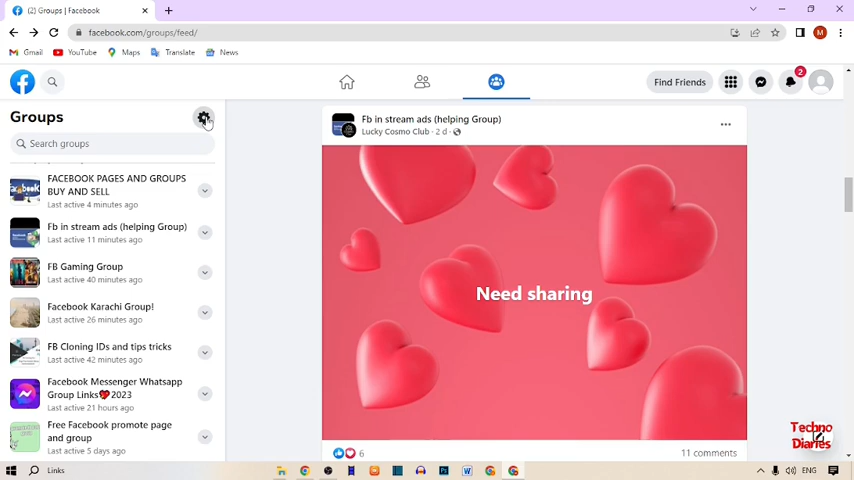 (2) Groups | Facebook
facebook.com/groups/feed/
M
Gmail
YouTube
Maps
Translate
News
Find Friends
2
Groups
Search groups
FACEBOOK PAGES AND GROUPS
BUY AND SELL
Last active 4 minutes ago
Fb in stream ads (helping Group)
Last active 11 minutes ago
FB Gaming Group
Last active 40 minutes ago
Facebook Karachi Group!
Last active 26 minutes ago
FB Cloning IDs and tips tricks
Last active 42 minutes ago
Facebook Messenger Whatsapp
Group Links💖2023
Last active 21 hours ago
Free Facebook promote page
and group
Last active 5 days ago
Fb in stream ads (helping Group)
Lucky Cosmo Club · 2 d ·
Need sharing
6
11 comments
Techno
Diaries
Links
ENG